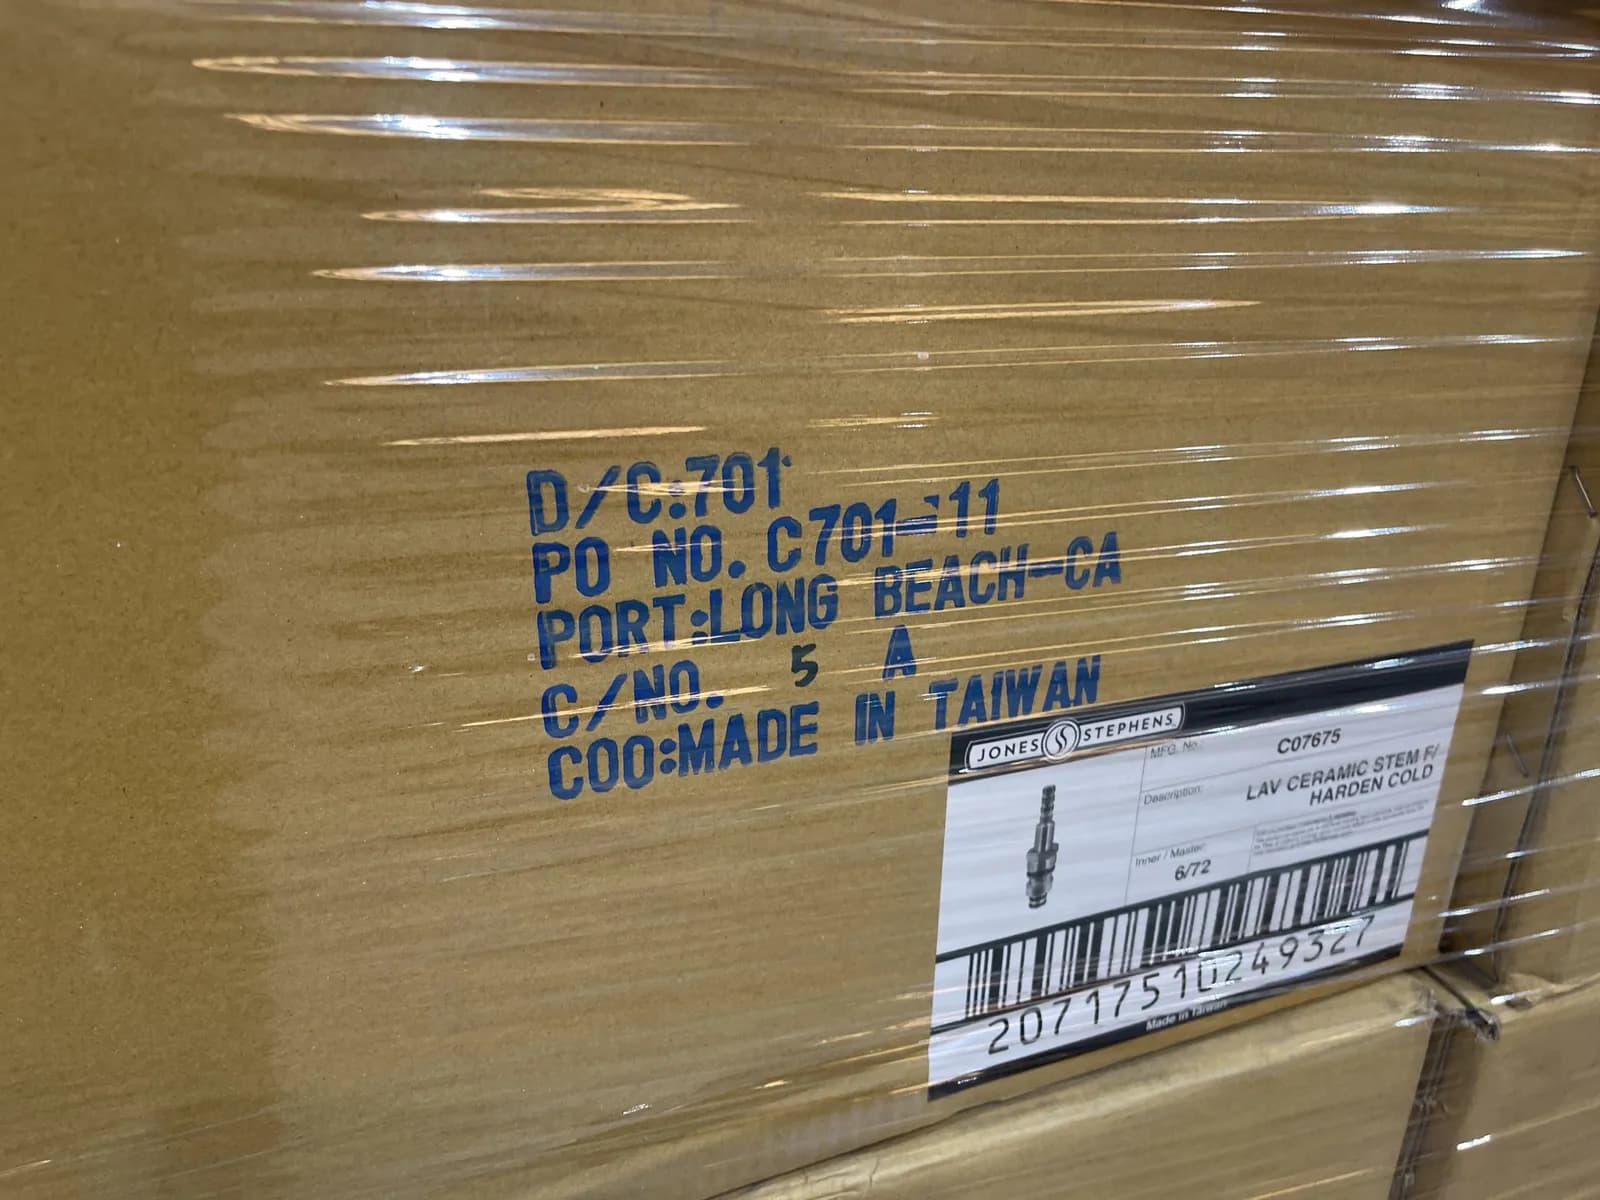 D/C:701
PO NO. C701-111
PORT:LONG BEACH-CA
C/NO. 5 A
COO:MADE IN TAIWAN
JONES STEPHENS
MFG. No.: C07675
Description: LAV CERAMIC STEM F/
HARDEN COLD
Inner / Master:
6/72
20717510249327
Made in Taiwan